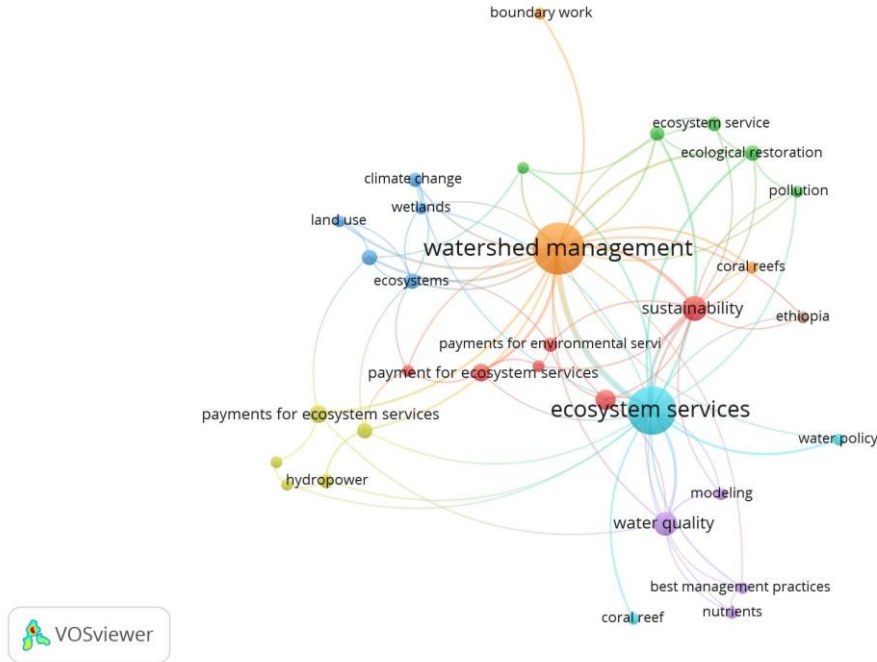 boundary work
ecosystem service
ecological restoration
climate change
pollution
wetlands
land use
watershed management
coral reefs
ecosystems
sustainability
ethiopia
payments for environmental servi
payment for ecosystem services
ecosystem services
payments for ecosystem services
water policy
hydropower
modeling
water quality
best management practices
nutrients
coral reef
VOSviewer